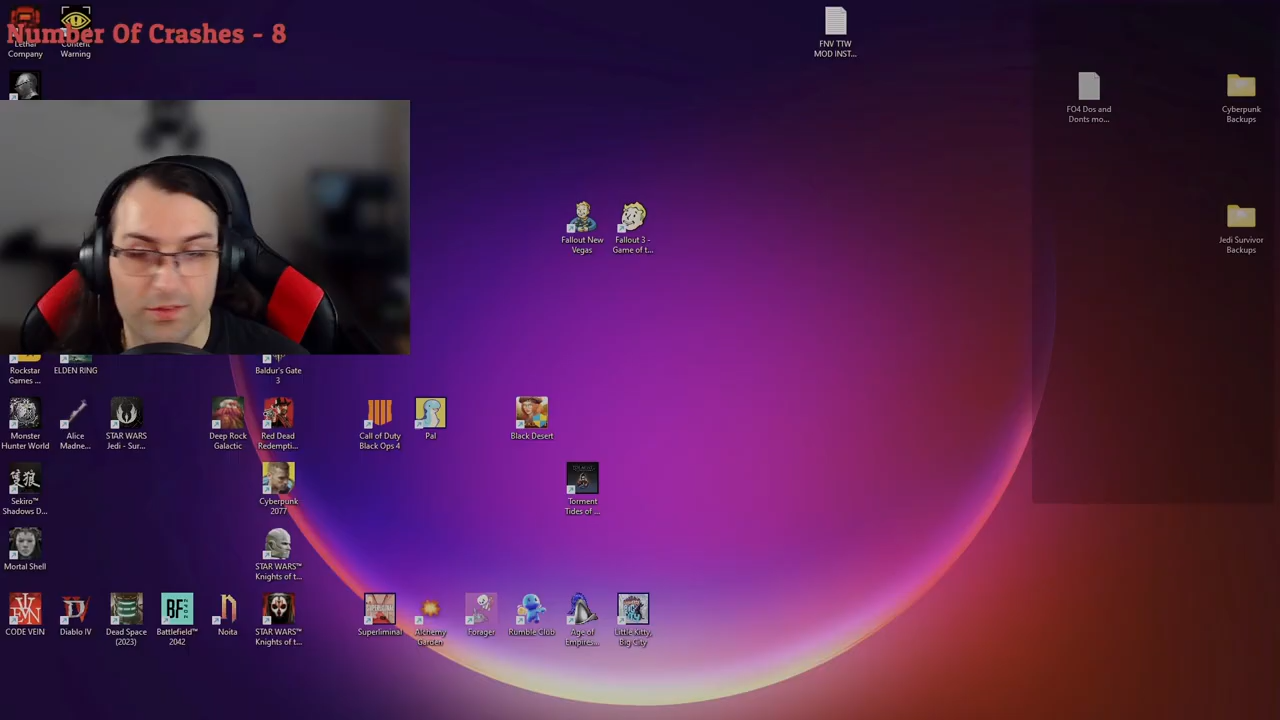 Number Of Crashes - 8
Lethal
Company
Content
Warning
FNV TTW
MOD INST...
FO4 Dos and
Donts mo...
Cyberpunk
Backups
Fallout New
Vegas
Fallout 3 -
Game of t...
Jedi Survivor
Backups
Rockstar
Games ...
ELDEN RING
Baldur's Gate
3
Monster
Hunter World
Alice
Madne...
STAR WARS
Jedi - Sur...
Deep Rock
Galactic
Red Dead
Redempti...
Call of Duty
Black Ops 4
Pal
Black Desert
Sekiro™
Shadows D...
Cyberpunk
2077
Torment
Tides of ...
Mortal Shell
STAR WARS™
Knights of t...
CODE VEIN
Diablo IV
Dead Space
(2023)
Battlefield™
2042
Noita
STAR WARS™
Knights of t...
Superliminal
Alchemy
Garden
Forager
Rumble Club
Age of
Empires...
Little Kitty,
Big City